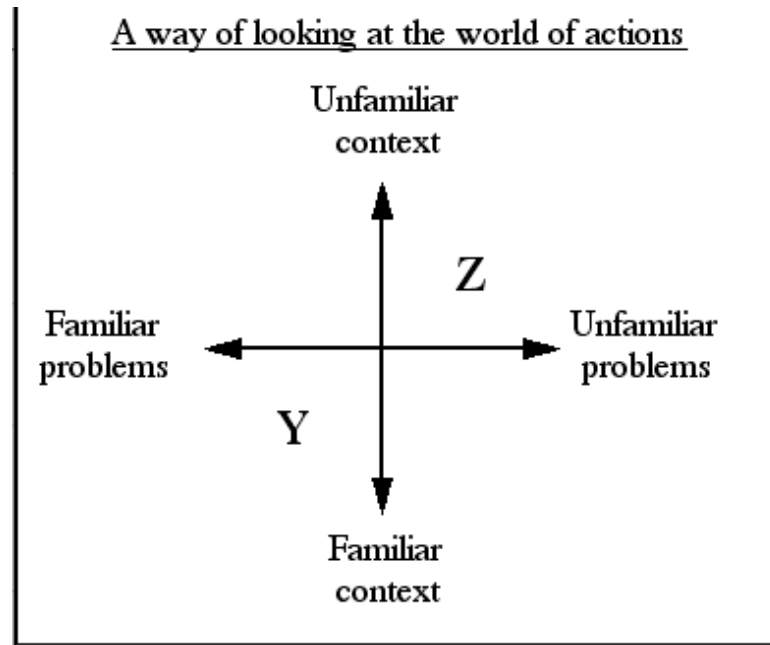 A way of looking at the world of actions
Unfamiliar
context
Z
Familiar
problems
Unfamiliar
problems
Y
Familiar
context